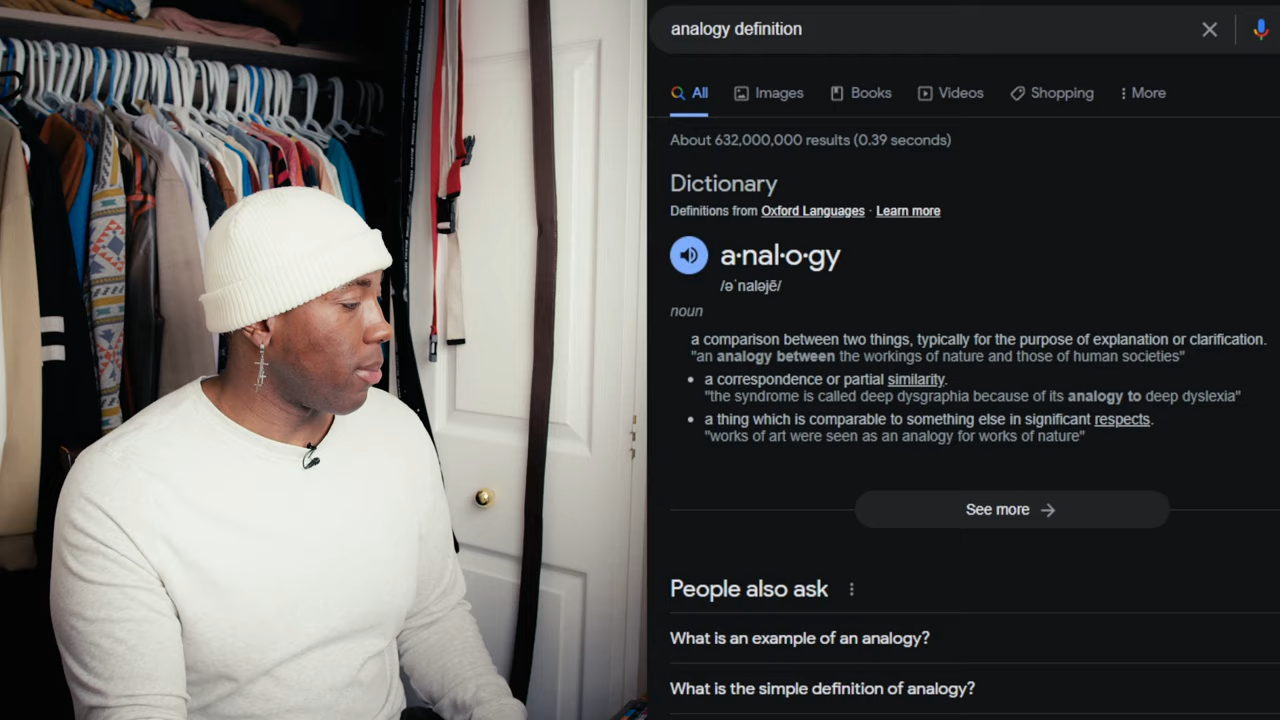 analogy definition
All Images Books Videos Shopping More
About 632,000,000 results (0.39 seconds)
Dictionary
Definitions from Oxford Languages · Learn more
a·nal·o·gy
/əˈnaləjē/
noun
a comparison between two things, typically for the purpose of explanation or clarification.
"an analogy between the workings of nature and those of human societies"
a correspondence or partial similarity.
"the syndrome is called deep dysgraphia because of its analogy to deep dyslexia"
a thing which is comparable to something else in significant respects.
"works of art were seen as an analogy for works of nature"
See more
People also ask
What is an example of an analogy?
What is the simple definition of analogy?